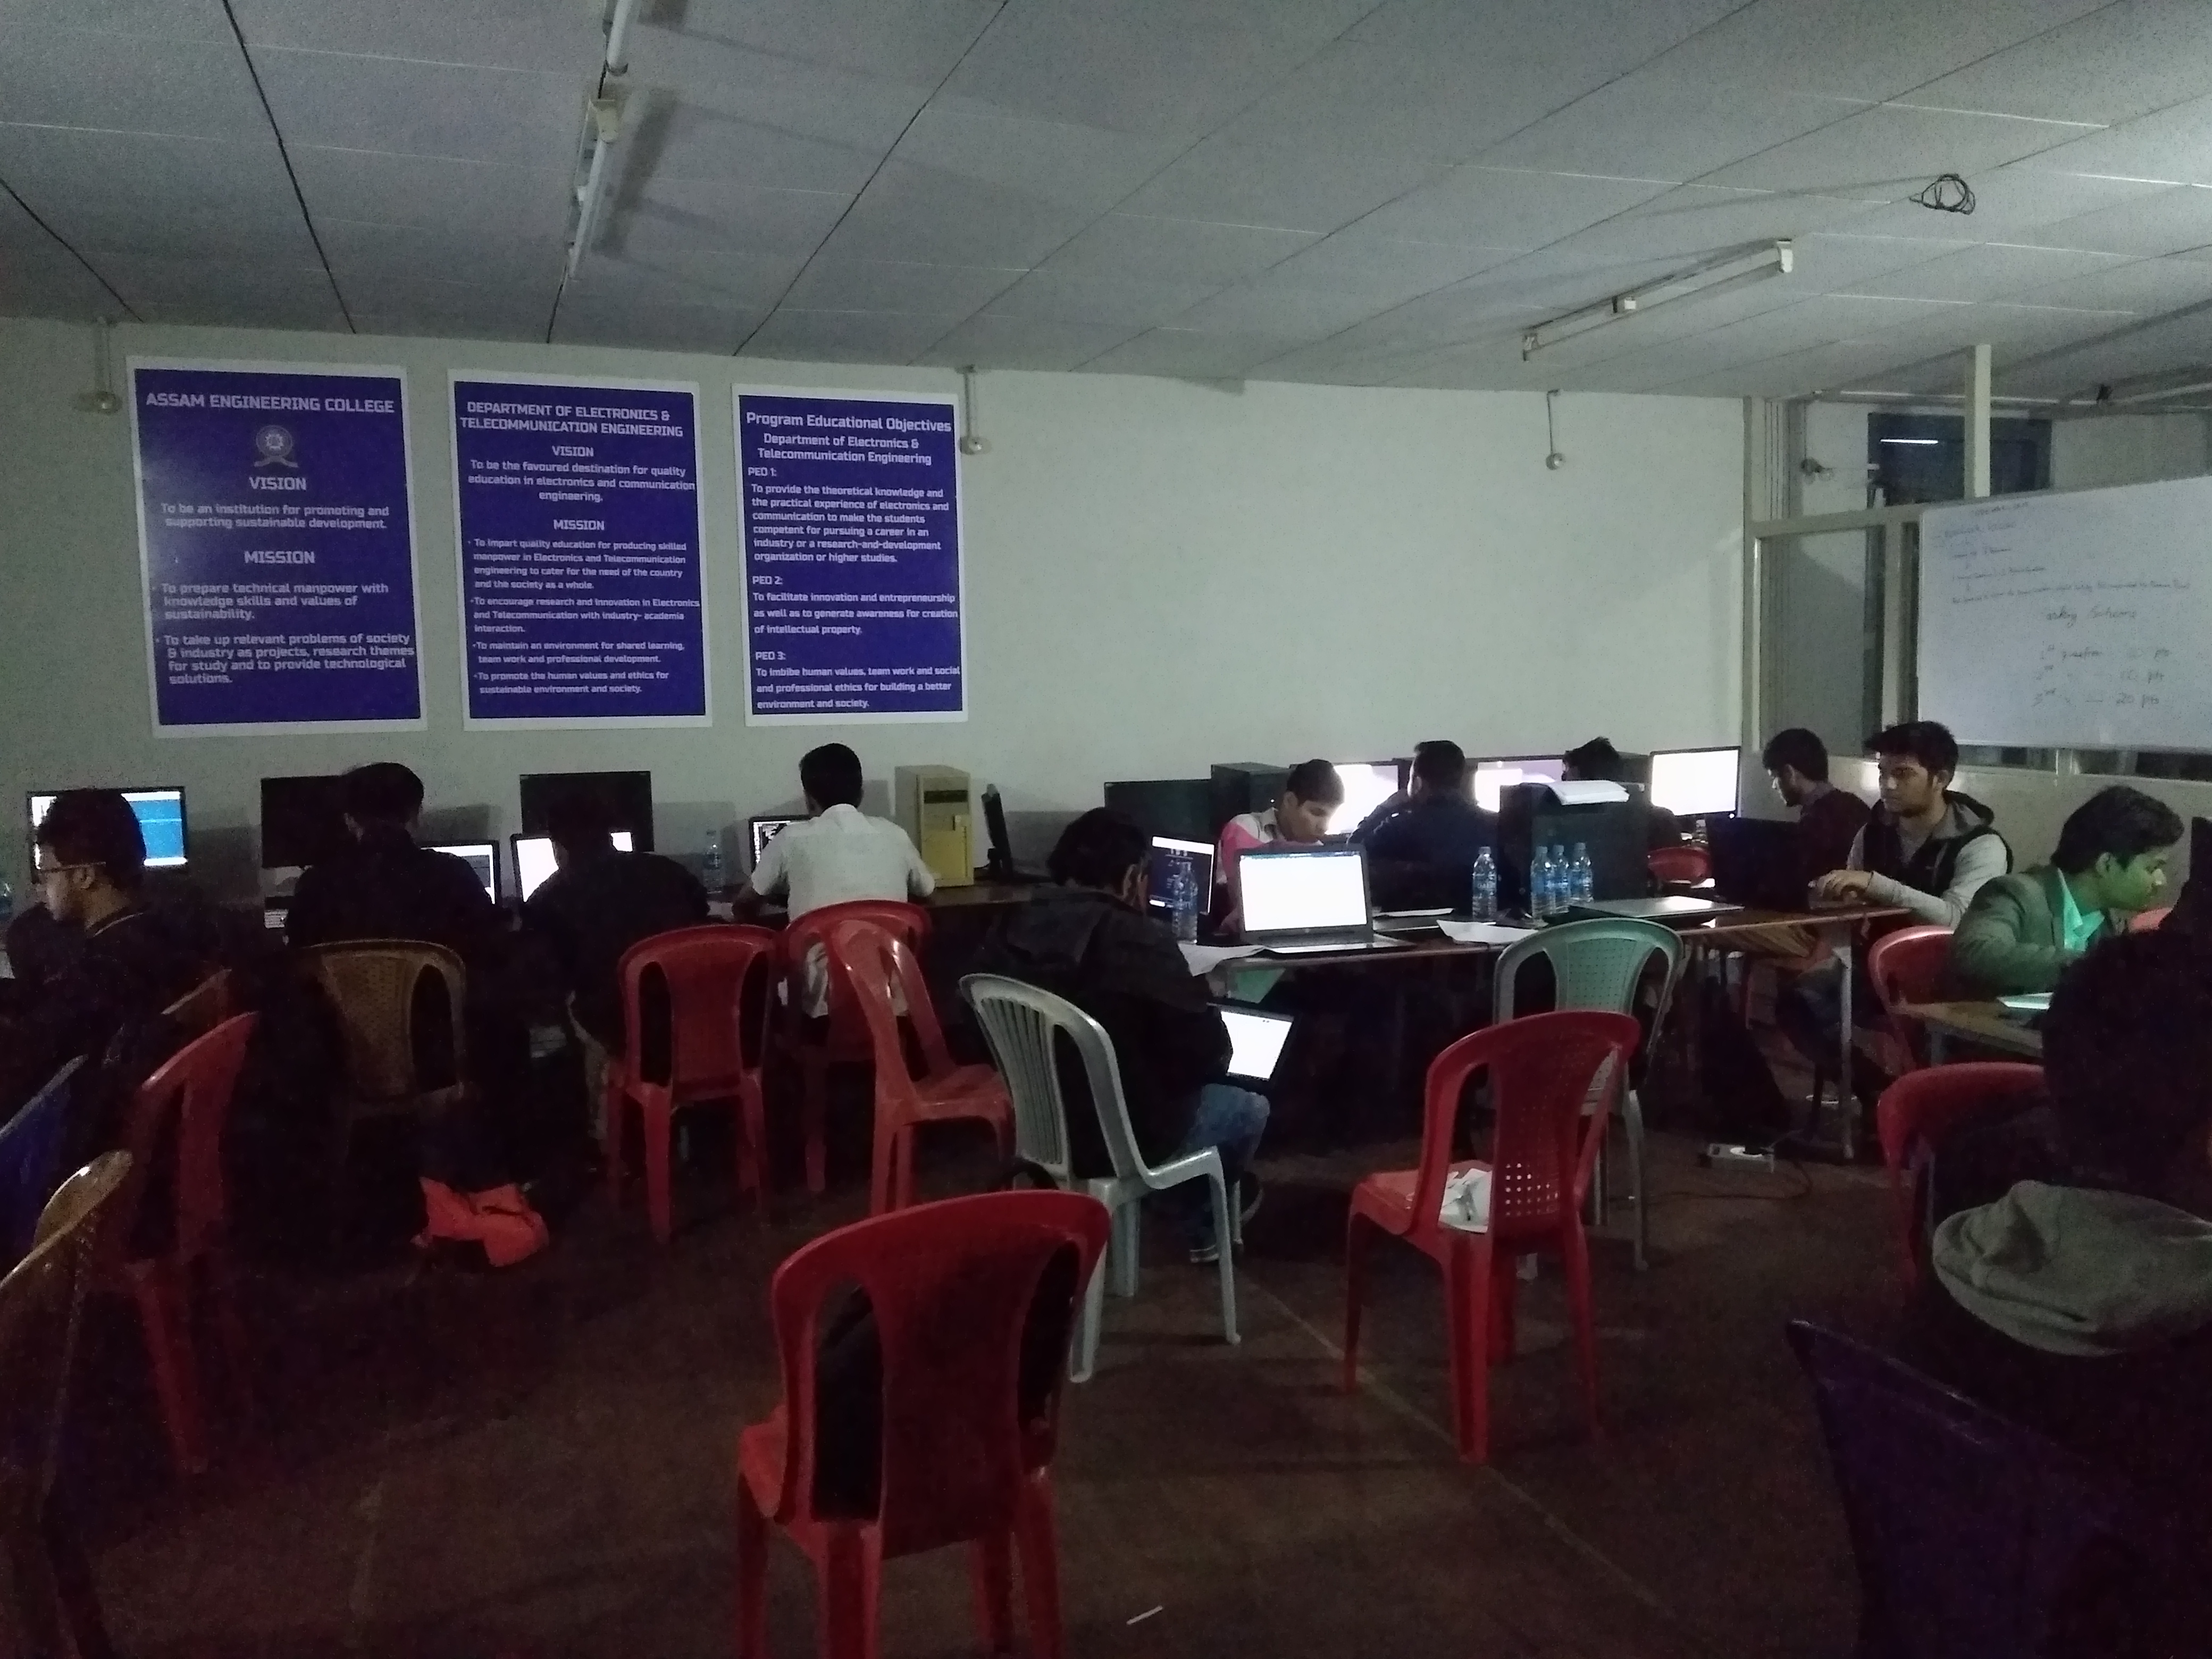 ASSAM ENGINEERING COLLEGE
VISION
To be an institution for promoting and
supporting sustainable development.
MISSION
• To prepare technical manpower with
knowledge skills and values of
sustainability.
• To take up relevant problems of society
& industry as projects, research themes
for study and to provide technological
solutions.
DEPARTMENT OF ELECTRONICS &
TELECOMMUNICATION ENGINEERING
VISION
To be the favoured destination for quality
education in electronics and communication
engineering.
MISSION
• To impart quality education for producing skilled
manpower in Electronics and Telecommunication
engineering to cater for the need of the country
and the society as a whole.
• To encourage research and innovation in Electronics
and Telecommunication with industry- academia
interaction.
• To maintain an environment for shared learning,
team work and professional development.
• To promote the human values and ethics for
sustainable environment and society.
Program Educational Objectives
Department of Electronics &
Telecommunication Engineering
PEO 1:
To provide the theoretical knowledge and
the practical experience of electronics and
communication to make the students
competent for pursuing a career in an
industry or a research-and-development
organization or higher studies.
PEO 2:
To facilitate innovation and entrepreneurship
as well as to generate awareness for creation
of intellectual property.
PEO 3:
To imbibe human values, team work and social
and professional ethics for building a better
environment and society.
1st question
2nd
3rd 20 pts